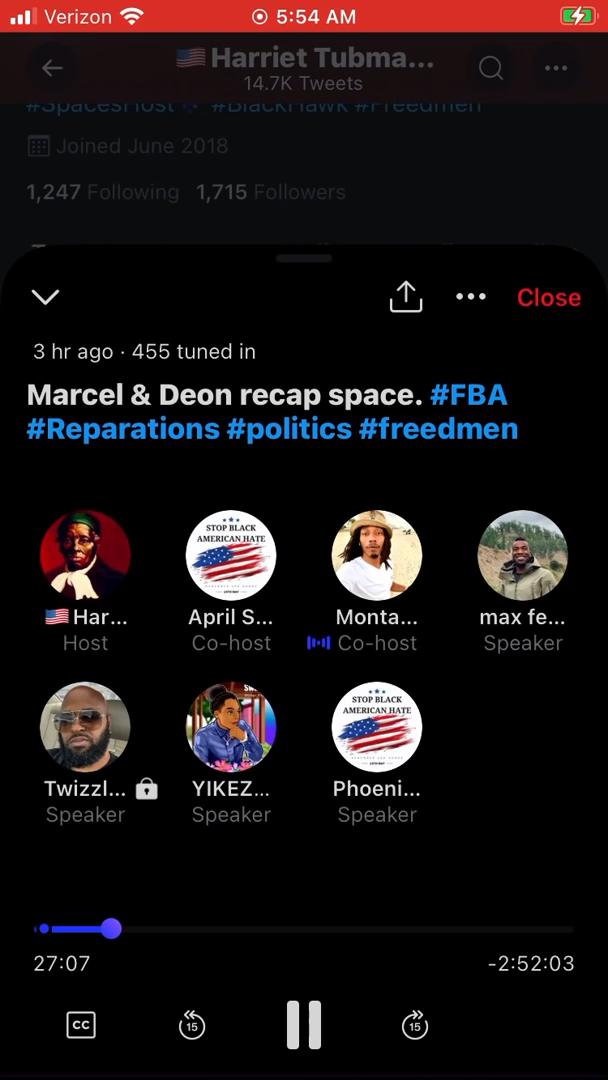 Verizon 5:54 AM
Harriet Tubma...
14.7K Tweets
#SpacesHost #BlackHawk #Freedmen
Joined June 2018
1,247 Following 1,715 Followers
Close
3 hr ago · 455 tuned in
Marcel & Deon recap space. #FBA
#Reparations #politics #freedmen
STOP BLACK
AMERICAN HATE
Har...
April S...
Monta...
max fe...
Host
Co-host
Co-host
Speaker
STOP BLACK
AMERICAN HATE
Twizzl...
YIKEZ...
Phoeni...
Speaker
Speaker
Speaker
27:07
-2:52:03
CC
15
15